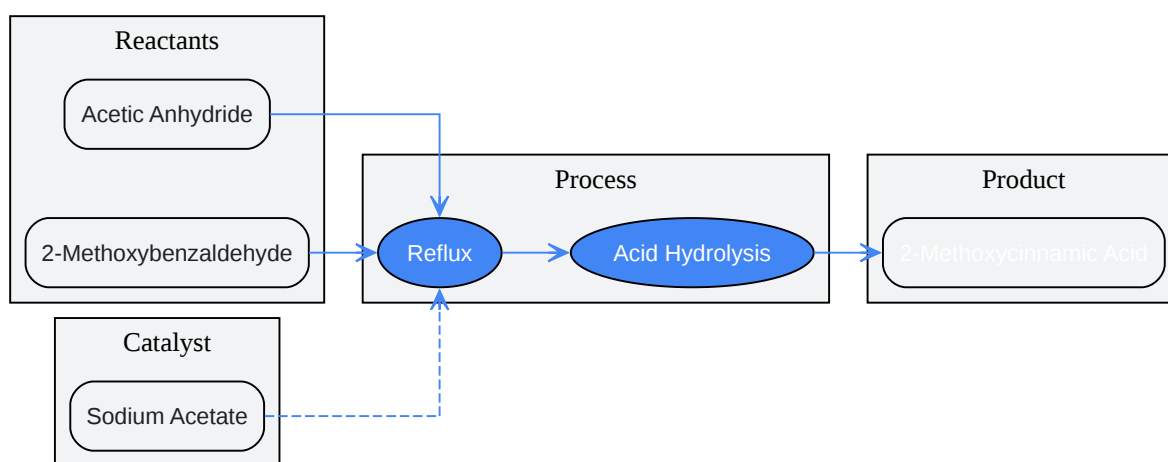 Reactants
Acetic Anhydride
2-Methoxybenzaldehyde
Catalyst
Sodium Acetate
Process
Reflux
Acid Hydrolysis
Product
2-Methoxycinnamic Acid